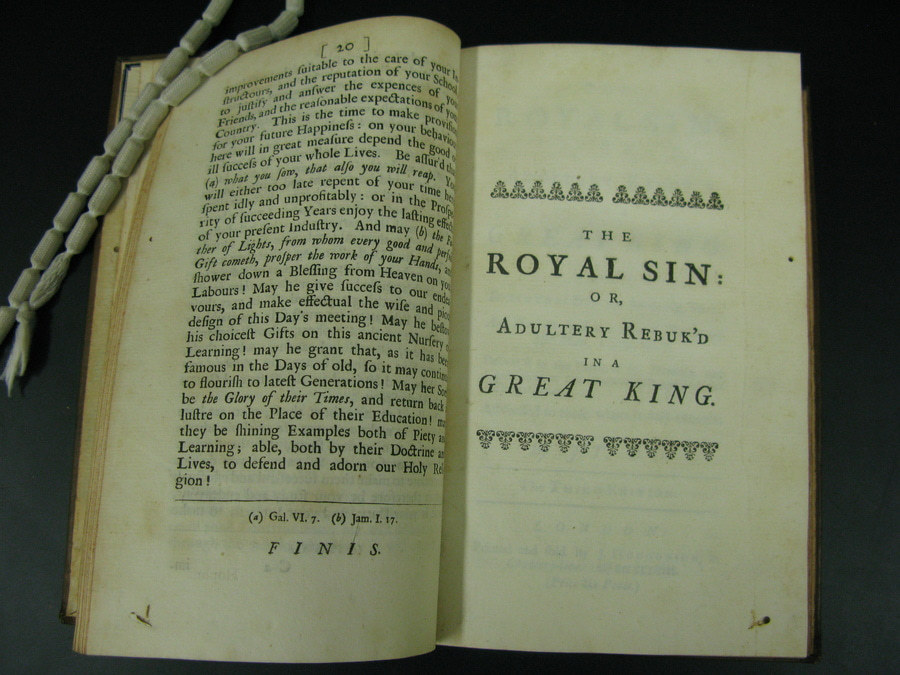 [ 20 ]
improvements ſuitable to the care of your In
ſtructours, and the reputation of your School
to juſtify and anſwer the expences of your
Friends, and the reaſonable expectations of your
Country. This is the time to make proviſion
for your future Happineſs: on your behaviour
here will in great meaſure depend the good or
ill ſucceſs of your whole Lives. Be aſſur'd that
(a) what you ſow, that alſo you will reap. You
will either too late repent of your time here
ſpent idly and unprofitably: or in the Proſpe
rity of ſucceeding Years enjoy the laſting effects
of your preſent Induſtry. And may (b) the Fa
ther of Lights, from whom every good and perfect
Gift cometh, proſper the work of your Hands, and
ſhower down a Bleſſing from Heaven on your
Labours! May he give ſucceſs to our endea
vours, and make effectual the wiſe and pious
deſign of this Day's meeting! May he beſtow
his choiceſt Gifts on this ancient Nurſery of
Learning! may he grant that, as it has been
famous in the Days of old, ſo it may continue
to flouriſh to lateſt Generations! May her Sons
be the Glory of their Times, and return back
luſtre on the Place of their Education! may
they be ſhining Examples both of Piety and
Learning; able, both by their Doctrine and
Lives, to defend and adorn our Holy Reli
gion!
(a) Gal. VI. 7. (b) Jam. I. 17.
FINIS.
THE
ROYAL SIN:
OR,
ADULTERY REBUK'D
IN A
GREAT KING.